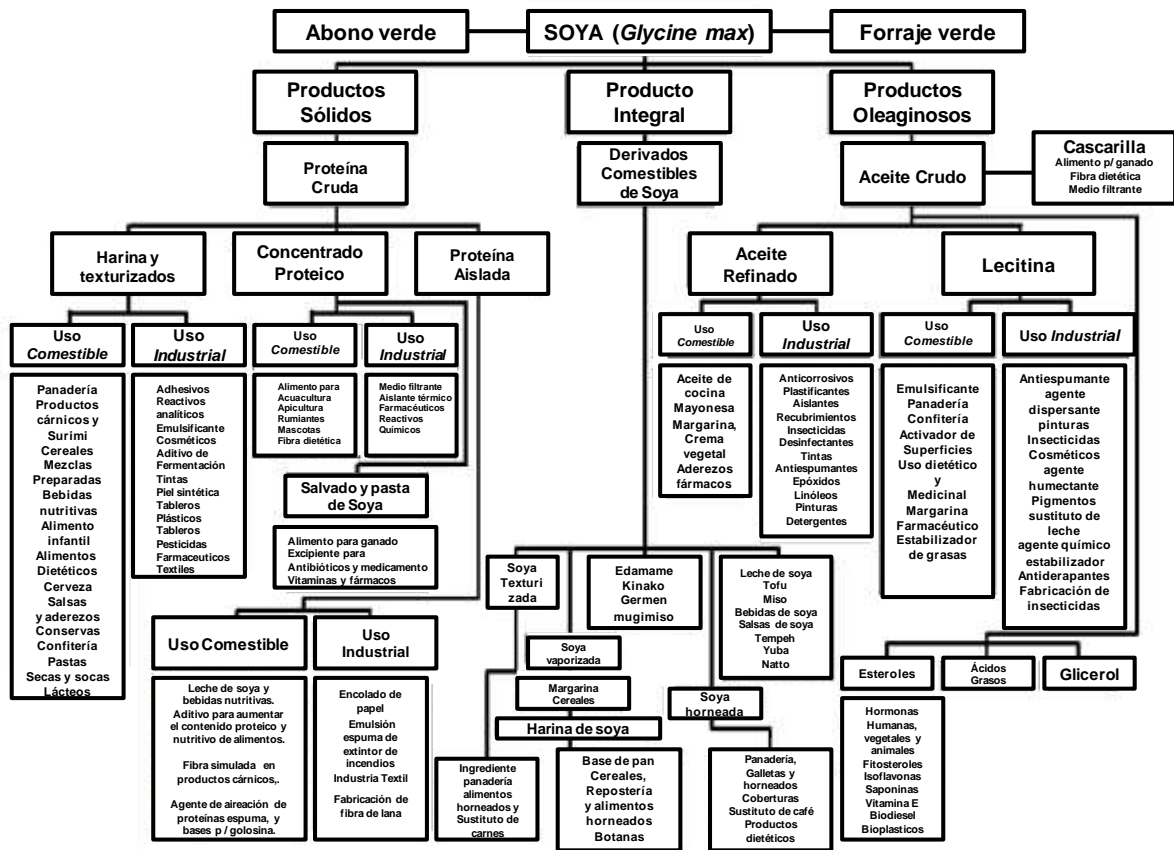 Abono verde
SOYA (Glycine max)
Forraje verde
Productos
Sólidos
Producto
Integral
Productos
Oleaginosos
Proteína
Cruda
Derivados
Comestibles
de Soya
Aceite Crudo
Cascarilla
Alimento p/ ganado
Fibra dietética
Medio filtrante
Harina y
texturizados
Concentrado
Proteico
Proteína
Aislada
Aceite
Refinado
Lecitina
Uso
Comestible
Uso
Industrial
Uso
Comestible
Uso
Industrial
Uso
Comestible
Uso
Industrial
Uso
Comestible
Uso Industrial
Panadería
Productos
cárnicos y
Surimi
Cereales
Mezclas
Preparadas
Bebidas
nutritivas
Alimento
infantil
Alimentos
Dietéticos
Cerveza
Salsas
y aderezos
Conservas
Confitería
Pastas
Secas y socas
Lácteos
Adhesivos
Reactivos
analíticos
Emulsificante
Cosméticos
Aditivo de
Fermentación
Tintas
Piel sintética
Tableros
Plásticos
Tableros
Pesticidas
Farmaceuticos
Textiles
Alimento para
Acuacultura
Apicultura
Rumiantes
Mascotas
Fibra dietética
Medio filtrante
Aislante térmico
Farmacéuticos
Reactivos
Químicos
Salvado y pasta
de Soya
Alimento para ganado
Excipiente para
Antibióticos y medicamento
Vitaminas y fármacos
Aceite de
cocina
Mayonesa
Margarina,
Crema
vegetal
Aderezos
fármacos
Anticorrosivos
Plastificantes
Aislantes
Recubrimientos
Insecticidas
Desinfectantes
Tintas
Antiespumantes
Epóxidos
Linóleos
Pinturas
Detergentes
Emulsificante
Panadería
Confitería
Activador de
Superficies
Uso dietético
y
Medicinal
Margarina
Farmacéutico
Estabilizador
de grasas
Antiespumante
agente
dispersante
pinturas
Insecticidas
Cosméticos
agente
humectante
Pigmentos
sustituto de
leche
agente químico
estabilizador
Antiderapantes
Fabricación de
insecticidas
Soya
Texturi
zada
Edamame
Kinako
Germen
mugimiso
Leche de soya
Tofu
Miso
Bebidas de soya
Salsas de soya
Tempeh
Yuba
Natto
Uso Comestible
Uso
Industrial
Soya
vaporizada
Margarina
Cereales
Harina de soya
Soya
horneada
Esteroles
Ácidos
Grasos
Glicerol
Leche de soya y
bebidas nutritivas.
Aditivo para aumentar
el contenido proteico y
nutritivo de alimentos.
Fibra simulada en
productos cárnicos,.
Agente de aireación de
proteínas espuma, y
bases p / golosina.
Encolado de
papel
Emulsión
espuma de
extintor de
incendios
Industria Textil
Fabricación de
fibra de lana
Ingrediente
panadería
alimentos
horneados y
Sustituto de
carnes
Base de pan
Cereales,
Repostería
y alimentos
horneados
Botanas
Panadería,
Galletas y
horneados
Coberturas
Sustituto de café
Productos
dietéticos
Hormonas
Humanas,
vegetales y
animales
Fitosteroles
Isoflavonas
Saponinas
Vitamina E
Biodiesel
Bioplasticos